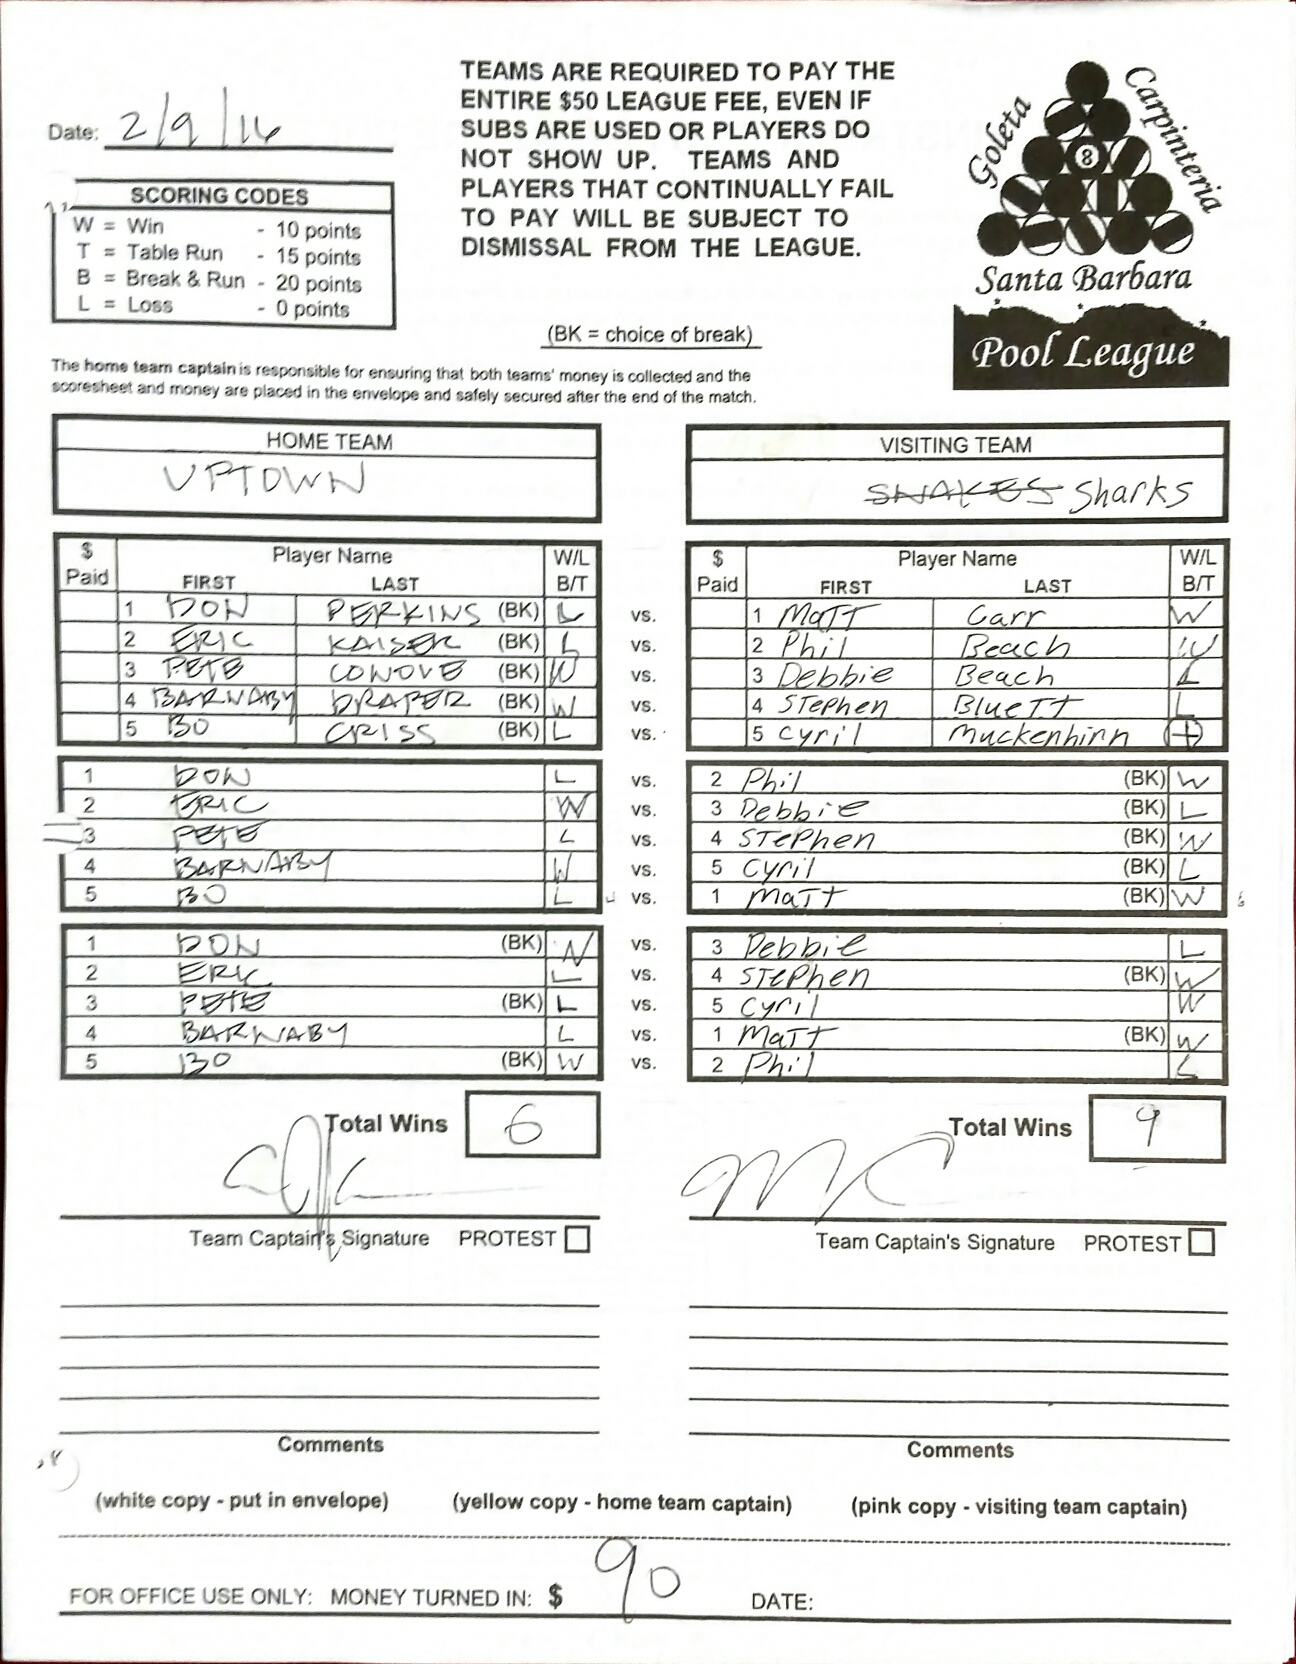 TEAMS ARE REQUIRED TO PAY THE
ENTIRE $50 LEAGUE FEE, EVEN IF
SUBS ARE USED OR PLAYERS DO
NOT SHOW UP. TEAMS AND
PLAYERS THAT CONTINUALLY FAIL
TO PAY WILL BE SUBJECT TO
DISMISSAL FROM THE LEAGUE.
Goleta
Carpinteria
8
Santa Barbara
Pool League
Date: 2/9/16
SCORING CODES
W = Win - 10 points
T = Table Run - 15 points
B = Break & Run - 20 points
L = Loss - 0 points
(BK = choice of break)
The home team captain is responsible for ensuring that both teams' money is collected and the
scoresheet and money are placed in the envelope and safely secured after the end of the match.
HOME TEAM VISITING TEAM
UPTOWN SNAKES Sharks
$ Paid Player Name FIRST LAST W/L B/T $ Paid Player Name FIRST LAST W/L B/T
1 DON PERKINS (BK) L vs. 1 MATT Carr W
2 ERIC KAISER (BK) L vs. 2 Phil Beach W
3 PETE CONOVE (BK) W vs. 3 Debbie Beach L
4 BARNABY DRAPER (BK) W vs. 4 STephen BlueTT L
5 BO CRISS (BK) L vs. 5 Cyril Muckenhirn T
1 DON L vs. 2 Phil (BK) W
2 ERIC W vs. 3 Debbie (BK) L
3 PETE L vs. 4 STePhen (BK) W
4 BARNABY W vs. 5 Cyril (BK) L
5 BO L vs. 1 MaTT (BK) W
1 DON (BK) W vs. 3 Debbie L
2 ERIC L vs. 4 STePhen (BK) W
3 PETE (BK) L vs. 5 Cyril W
4 BARNABY L vs. 1 MaTT (BK) W
5 BO (BK) W vs. 2 Phil L
Total Wins 6 Total Wins 9
Team Captain's Signature PROTEST Team Captain's Signature PROTEST
Comments Comments
(white copy - put in envelope) (yellow copy - home team captain) (pink copy - visiting team captain)
FOR OFFICE USE ONLY: MONEY TURNED IN: $ 90 DATE: